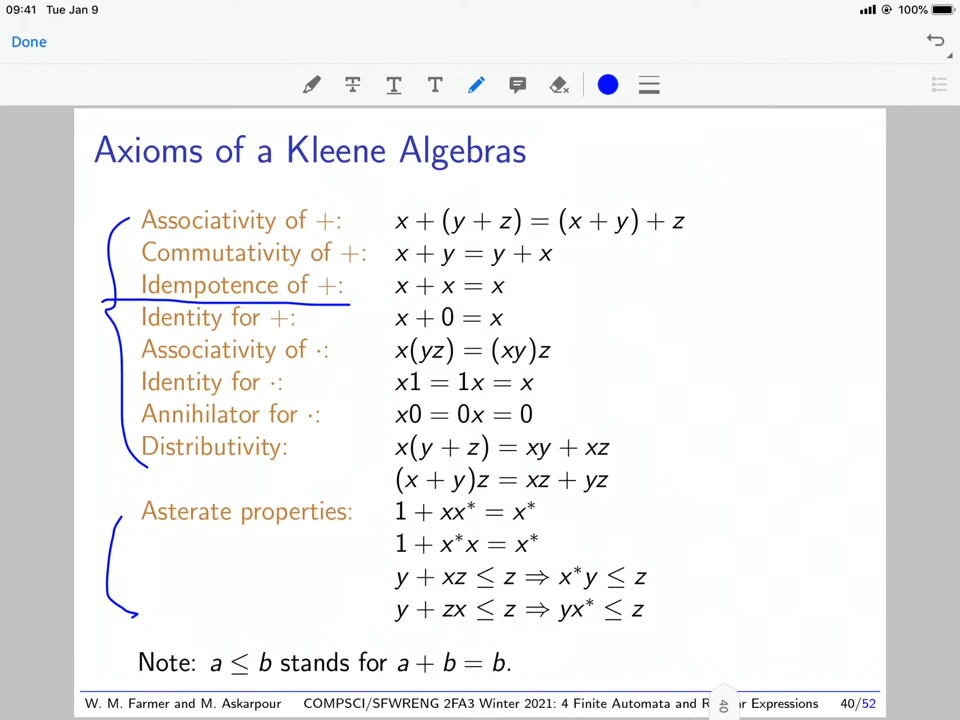 09:41 Tue Jan 9 100%
Done
T T T
Axioms of a Kleene Algebras
Associativity of +: x + (y + z) = (x + y) + z
Commutativity of +: x + y = y + x
Idempotence of +: x + x = x
Identity for +: x + 0 = x
Associativity of ·: x(yz) = (xy)z
Identity for ·: x1 = 1x = x
Annihilator for ·: x0 = 0x = 0
Distributivity: x(y + z) = xy + xz
(x + y)z = xz + yz
Asterate properties: 1 + xx* = x*
1 + x*x = x*
y + xz ≤ z ⇒ x*y ≤ z
y + zx ≤ z ⇒ yx* ≤ z
Note: a ≤ b stands for a + b = b.
W. M. Farmer and M. Askarpour COMPSCI/SFWRENG 2FA3 Winter 2021: 4 Finite Automata and R 40 ar Expressions 40/52